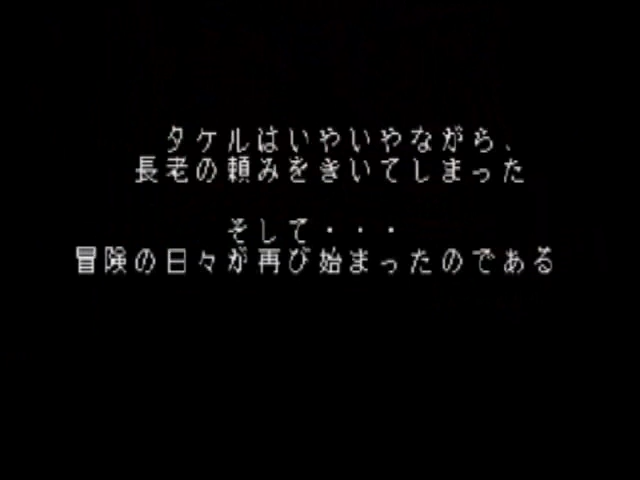 タケルはいやいやながら、
長老の頼みをきいてしまった
そして・・・
冒険の日々が再び始まったのである